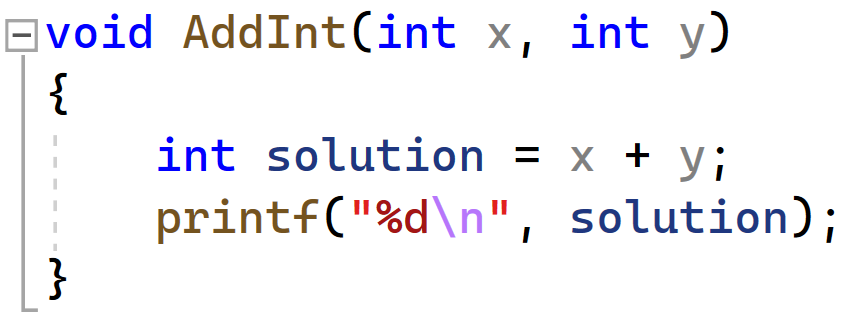 void AddInt(int x, int y)
{
    int solution = x + y;
    printf("%d\n", solution);
}